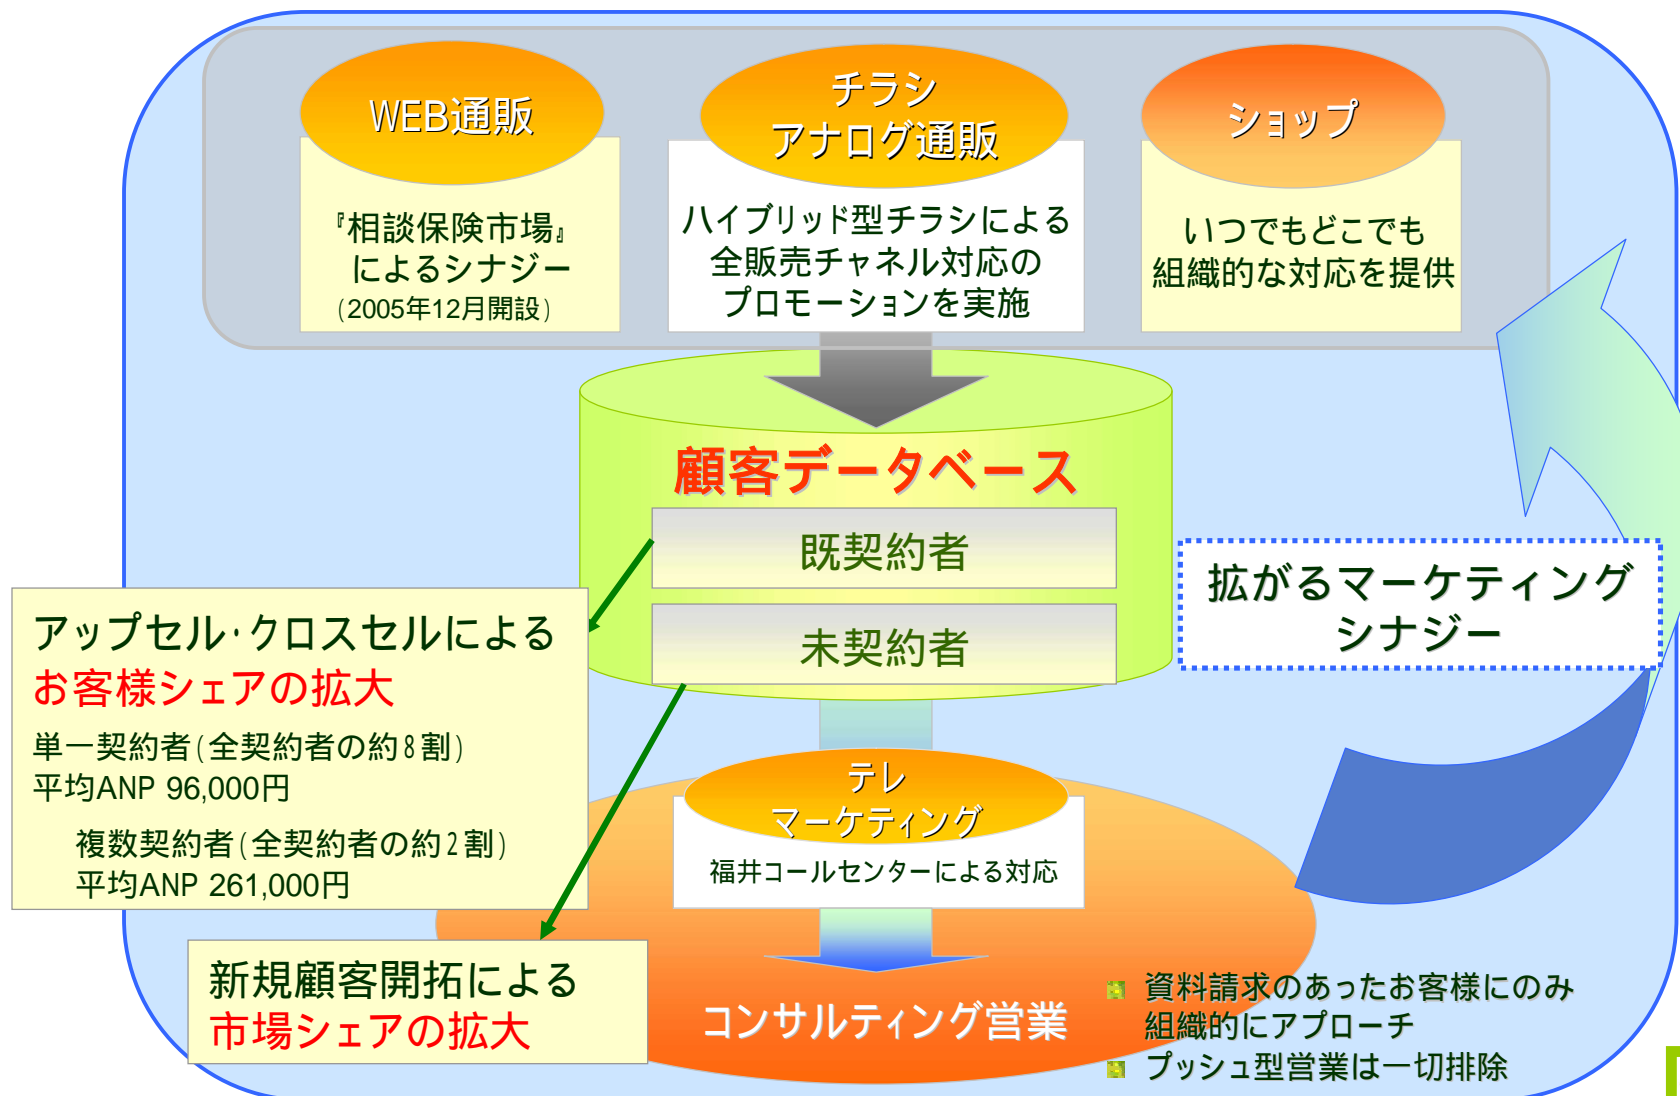 WEB通販
『相談保険市場』
によるシナジー
(2005年12月開設)
チラシ
アナログ通販
ハイブリッド型チラシによる
全販売チャネル対応の
プロモーションを実施
ショップ
いつでもどこでも
組織的な対応を提供
顧客データベース
既契約者
未契約者
拡がるマーケティング
シナジー
アップセル・クロスセルによる
お客様シェアの拡大
単一契約者(全契約者の約8割)
平均ANP 96,000円
複数契約者(全契約者の約2割)
平均ANP 261,000円
テレ
マーケティング
福井コールセンターによる対応
新規顧客開拓による
市場シェアの拡大
コンサルティング営業
資料請求のあったお客様にのみ
組織的にアプローチ
プッシュ型営業は一切排除